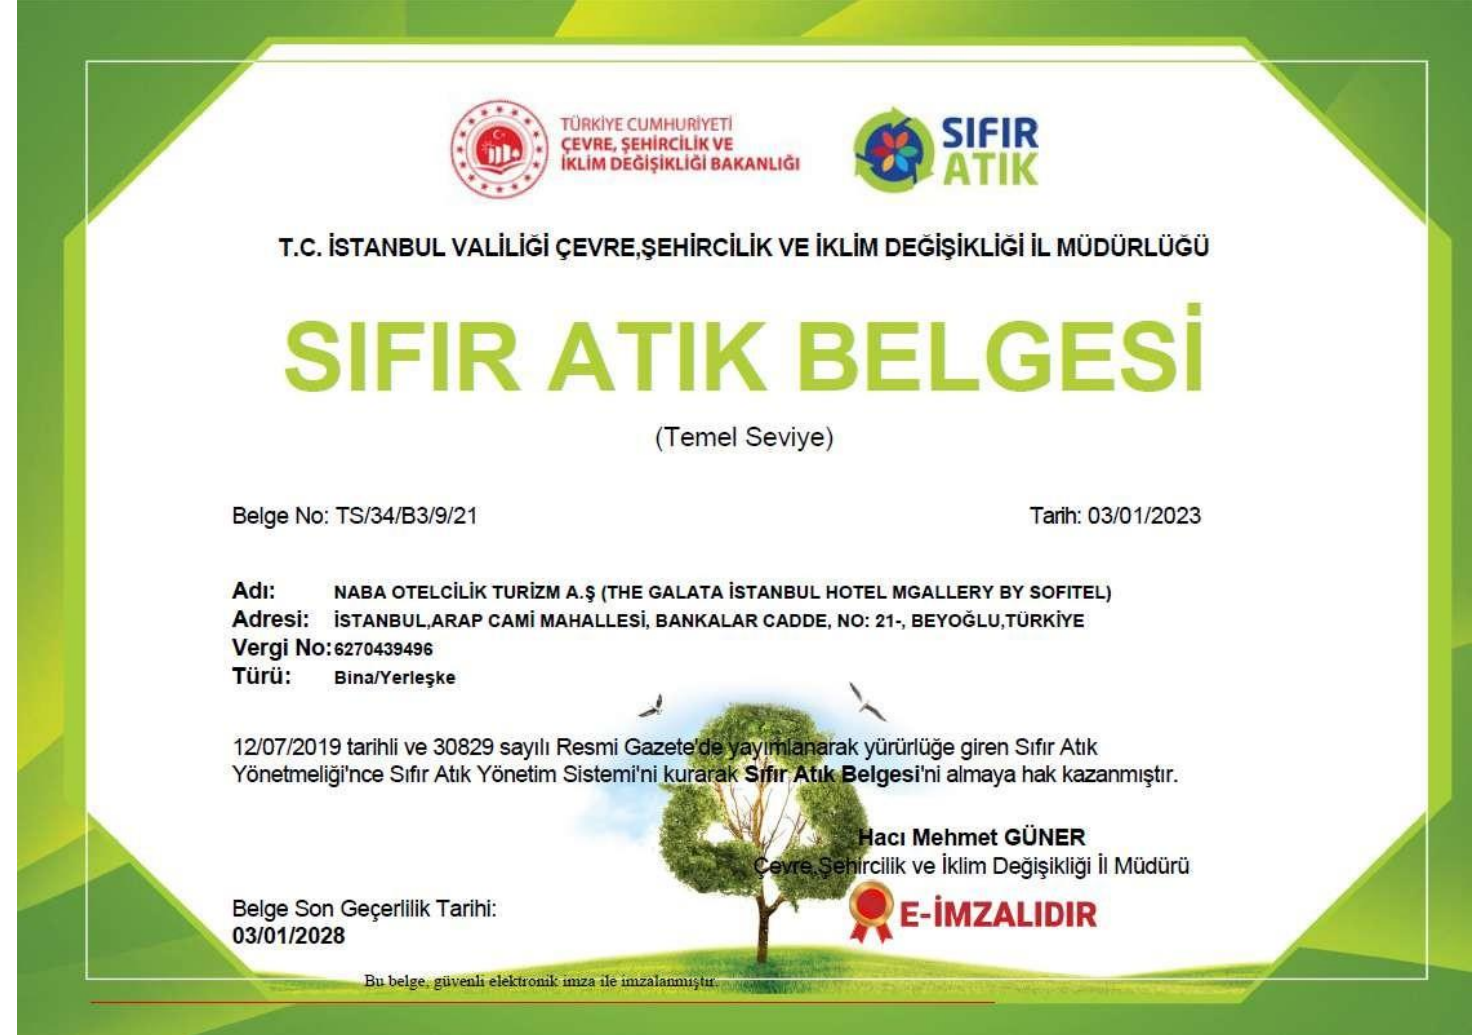 TÜRKİYE CUMHURİYETİ
ÇEVRE, ŞEHİRCİLİK VE
İKLİM DEĞİŞİKLİĞİ BAKANLIĞI
SIFIR
ATIK
T.C. İSTANBUL VALİLİĞİ ÇEVRE,ŞEHİRCİLİK VE İKLİM DEĞİŞİKLİĞİ İL MÜDÜRLÜĞÜ
SIFIR ATIK BELGESİ
(Temel Seviye)
Belge No: TS/34/B3/9/21 Tarih: 03/01/2023
Adı: NABA OTELCİLİK TURİZM A.Ş (THE GALATA İSTANBUL HOTEL MGALLERY BY SOFITEL)
Adresi: İSTANBUL,ARAP CAMİ MAHALLESİ, BANKALAR CADDE, NO: 21-, BEYOĞLU,TÜRKİYE
Vergi No: 6270439496
Türü: Bina/Yerleşke
12/07/2019 tarihli ve 30829 sayılı Resmi Gazete'de yayımlanarak yürürlüğe giren Sıfır Atık
Yönetmeliği'nce Sıfır Atık Yönetim Sistemi'ni kurarak Sıfır Atık Belgesi'ni almaya hak kazanmıştır.
Hacı Mehmet GÜNER
Çevre,Şehircilik ve İklim Değişikliği İl Müdürü
E-İMZALIDIR
Belge Son Geçerlilik Tarihi:
03/01/2028
Bu belge, güvenli elektronik imza ile imzalanmıştır.